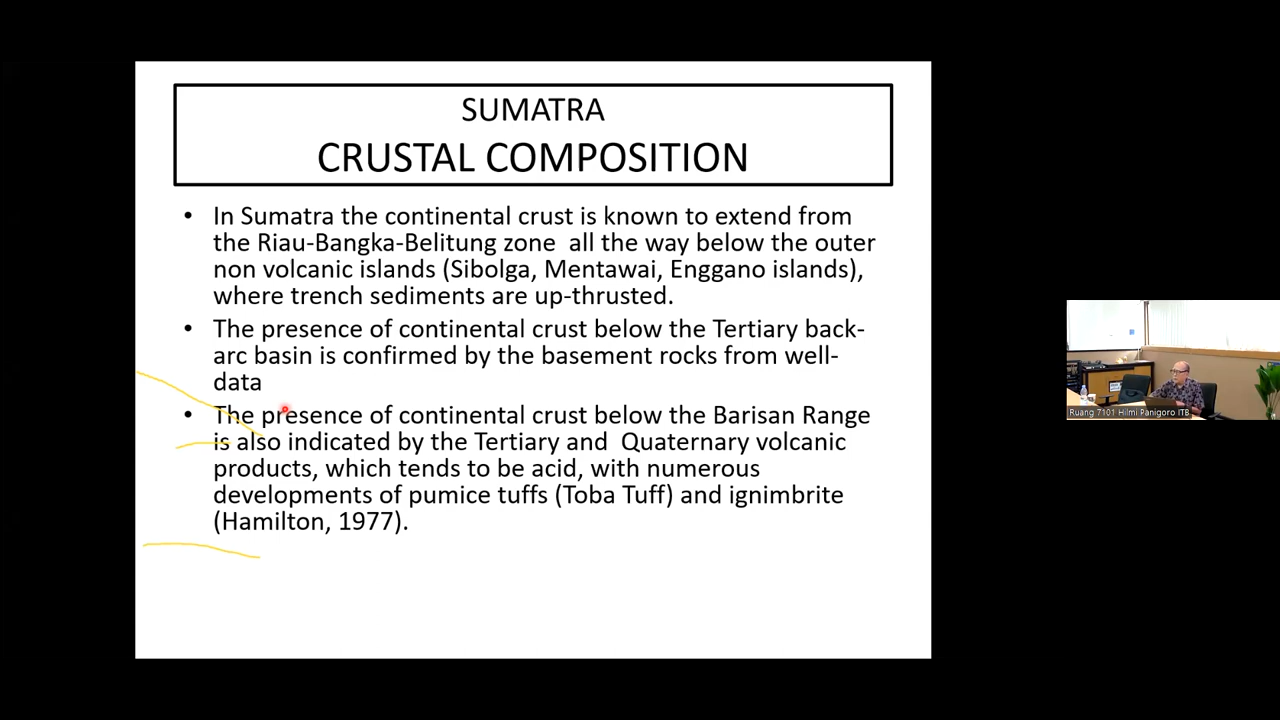 SUMATRA
CRUSTAL COMPOSITION
• In Sumatra the continental crust is known to extend from
the Riau-Bangka-Belitung zone all the way below the outer
non volcanic islands (Sibolga, Mentawai, Enggano islands),
where trench sediments are up-thrusted.
• The presence of continental crust below the Tertiary back-
arc basin is confirmed by the basement rocks from well-
data
• The presence of continental crust below the Barisan Range
is also indicated by the Tertiary and Quaternary volcanic
products, which tends to be acid, with numerous
developments of pumice tuffs (Toba Tuff) and ignimbrite
(Hamilton, 1977).
Ruang 7101 Hilmi Panigoro ITB